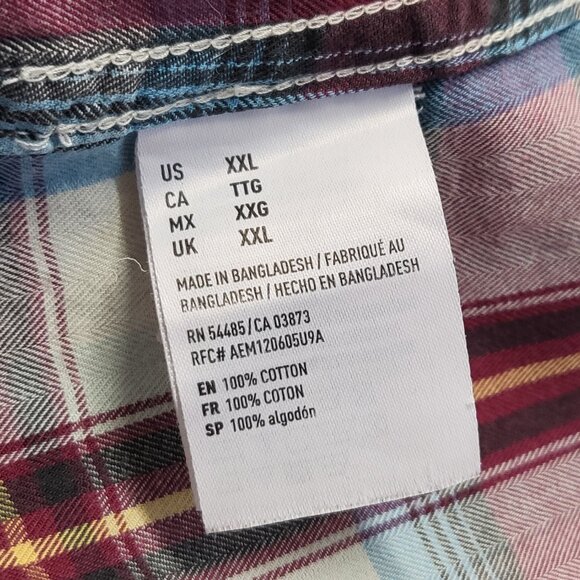 US XXL
CA TTG
MX XXG
UK XXL
MADE IN BANGLADESH / FABRIQUÉ AU
BANGLADESH / HECHO EN BANGLADESH
RN 54485 / CA 03873
RFC# AEM120605U9A
EN 100% COTTON
FR 100% COTON
SP 100% algodón